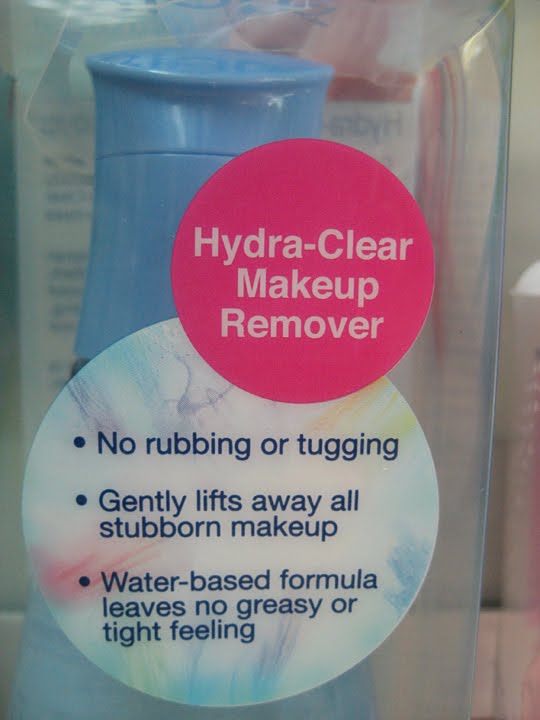 Hydra-Clear
Makeup
Remover
• No rubbing or tugging
• Gently lifts away all
stubborn makeup
• Water-based formula
leaves no greasy or
tight feeling